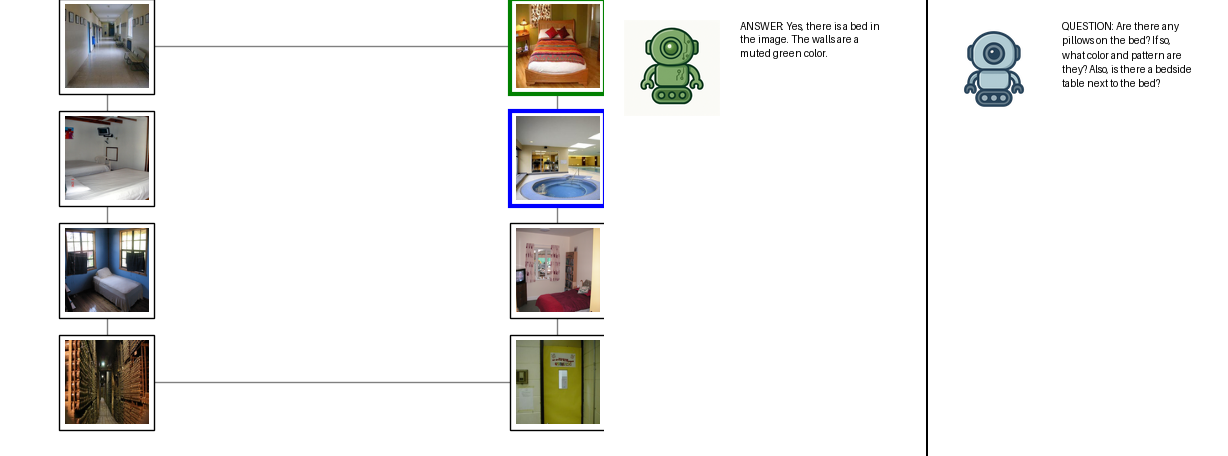 ANSWER: Yes, there is a bed in
the image. The walls are a
muted green color.
QUESTION: Are there any
pillows on the bed? If so,
what color and pattern are
they? Also, is there a bedside
table next to the bed?